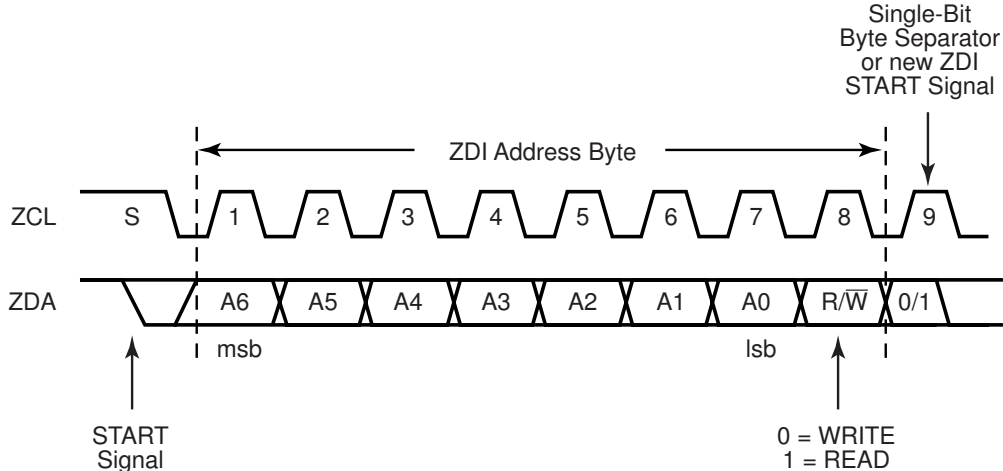 Single-Bit
Byte Separator
or new ZDI
START Signal
ZDI Address Byte
ZCL S 1 2 3 4 5 6 7 8 9
ZDA A6 A5 A4 A3 A2 A1 A0 R/W̅ 0/1
msb lsb
START
Signal
0 = WRITE
1 = READ